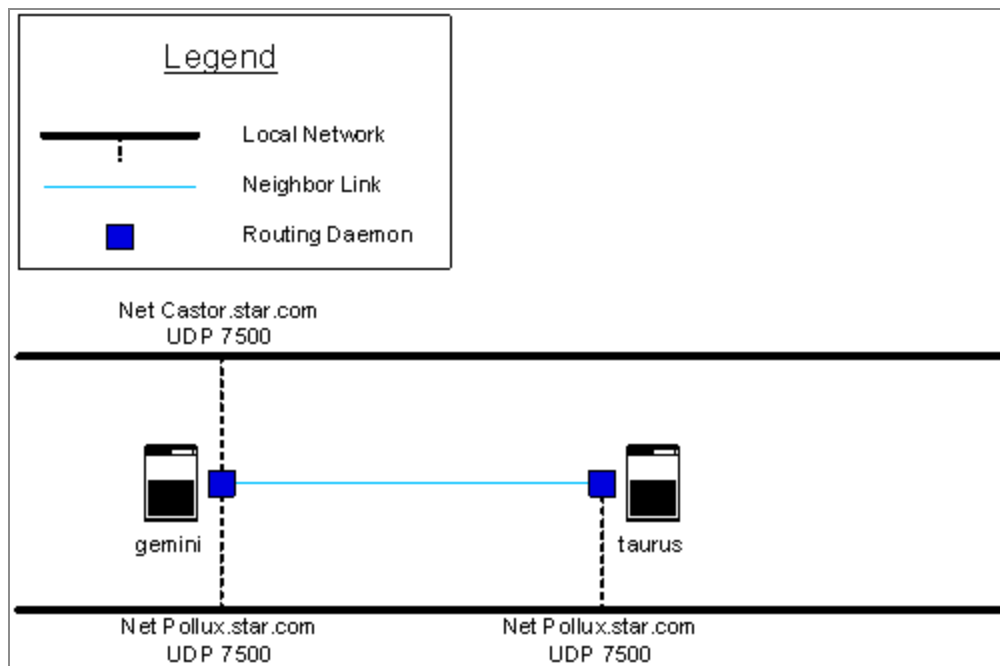 Legend
Local Network
Neighbor Link
Routing Daemon
Net Castor.star.com
UDP 7500
gemini
taurus
Net Pollux.star.com
UDP 7500
Net Pollux.star.com
UDP 7500